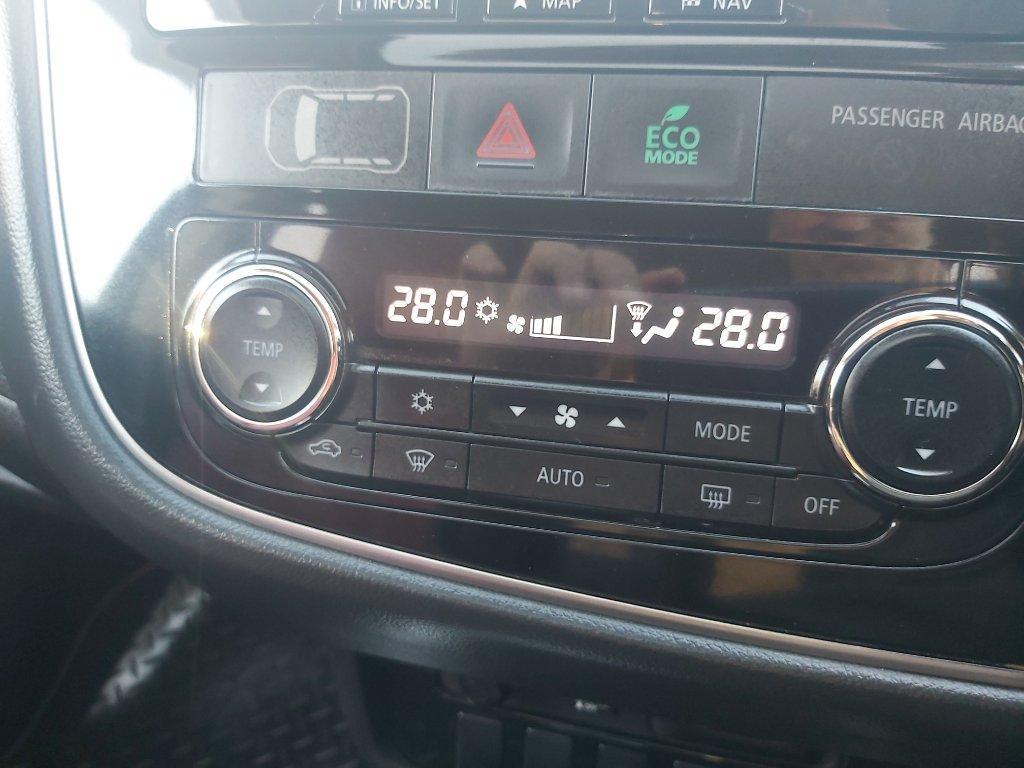 INFO/SET MAP NAV
ECO
MODE
PASSENGER AIRBAG
28.0 28.0
TEMP
TEMP
MODE
AUTO
OFF